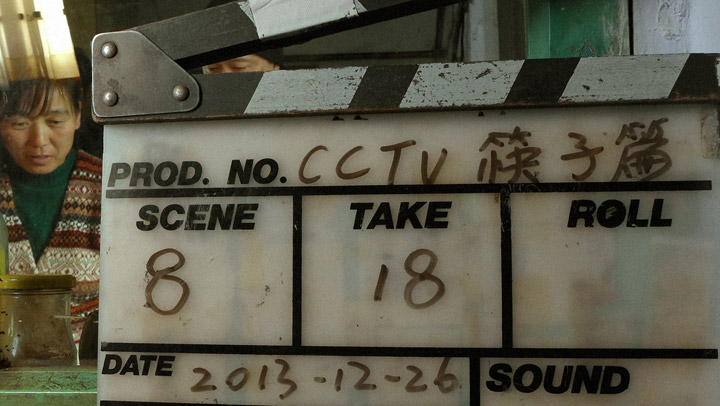 PROD. NO. CCTV 筷子篇
SCENE TAKE ROLL
8 18
DATE 2013-12-26 SOUND